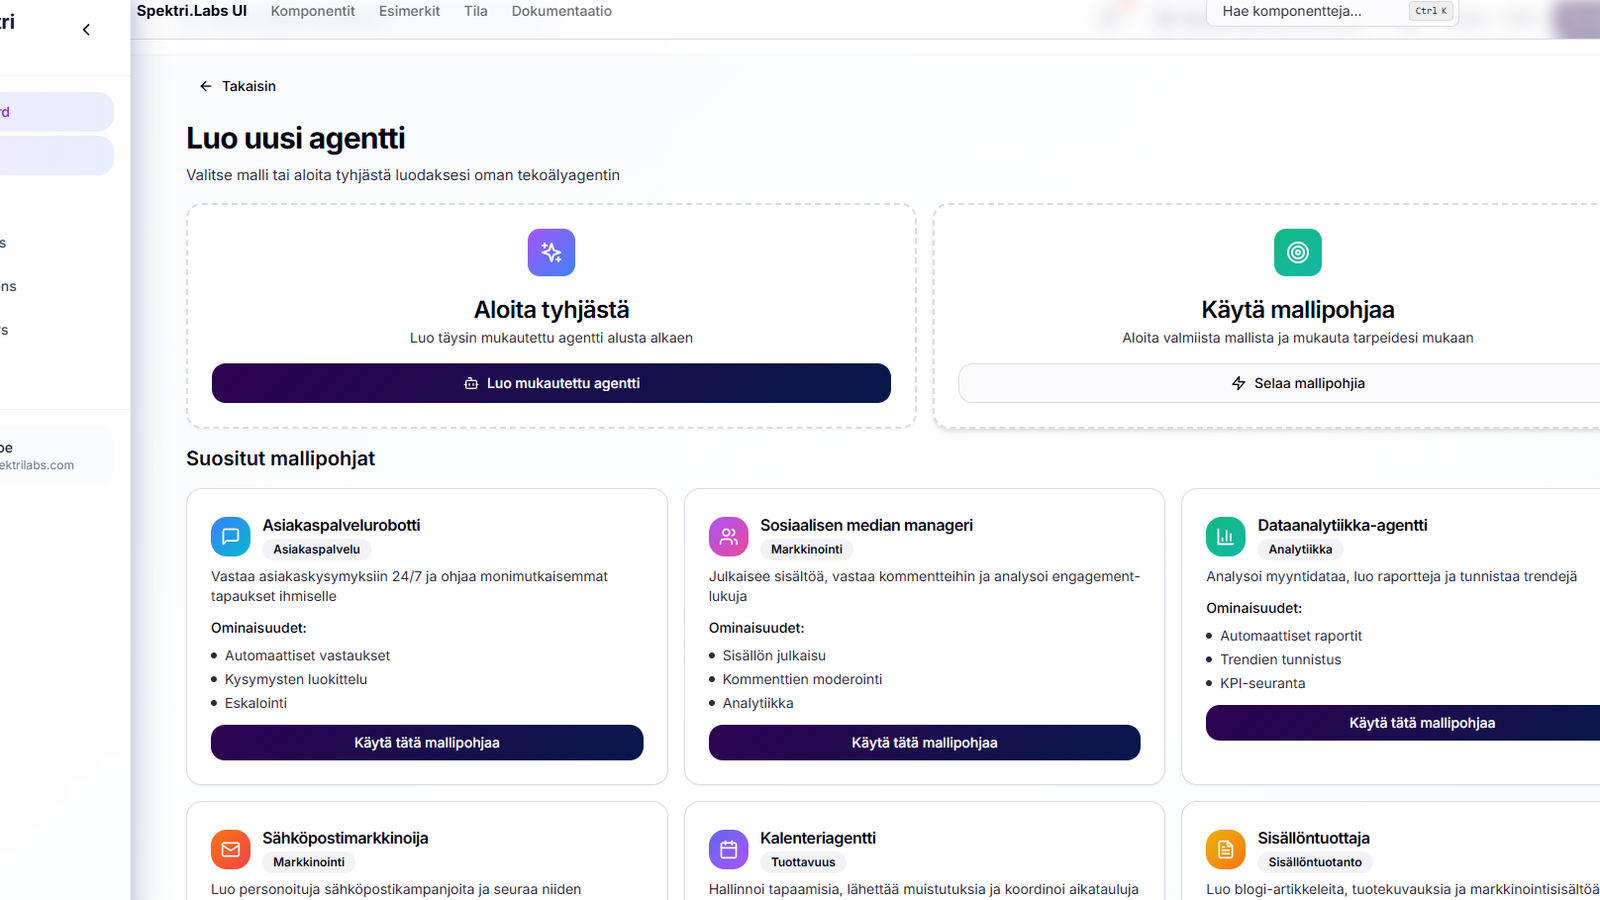 tri
Spektri.Labs UI
Komponentit
Esimerkit
Tila
Dokumentaatio
Hae komponentteja...
Ctrl K
rd
s
ons
rs
oe
ektrilabs.com
Takaisin
Luo uusi agentti
Valitse malli tai aloita tyhjästä luodaksesi oman tekoälyagentin
Aloita tyhjästä
Luo täysin mukautettu agentti alusta alkaen
Luo mukautettu agentti
Käytä mallipohjaa
Aloita valmiista mallista ja mukauta tarpeidesi mukaan
Selaa mallipohjia
Suositut mallipohjat
Asiakaspalvelurobotti
Asiakaspalvelu
Vastaa asiakaskysymyksiin 24/7 ja ohjaa monimutkaisemmat
tapaukset ihmiselle
Ominaisuudet:
Automaattiset vastaukset
Kysymysten luokittelu
Eskalointi
Käytä tätä mallipohjaa
Sosiaalisen median manageri
Markkinointi
Julkaisee sisältöä, vastaa kommentteihin ja analysoi engagement-
lukuja
Ominaisuudet:
Sisällön julkaisu
Kommenttien moderointi
Analytiikka
Käytä tätä mallipohjaa
Dataanalytiikka-agentti
Analytiikka
Analysoi myyntidataa, luo raportteja ja tunnistaa trendejä
Ominaisuudet:
Automaattiset raportit
Trendien tunnistus
KPI-seuranta
Käytä tätä mallipohjaa
Sähköpostimarkkinoija
Markkinointi
Luo personoituja sähköpostikampanjoita ja seuraa niiden
Kalenteriagentti
Tuottavuus
Hallinnoi tapaamisia, lähettää muistutuksia ja koordinoi aikatauluja
Sisällöntuottaja
Sisällöntuotanto
Luo blogi-artikkeleita, tuotekuvauksia ja markkinointisisältöä